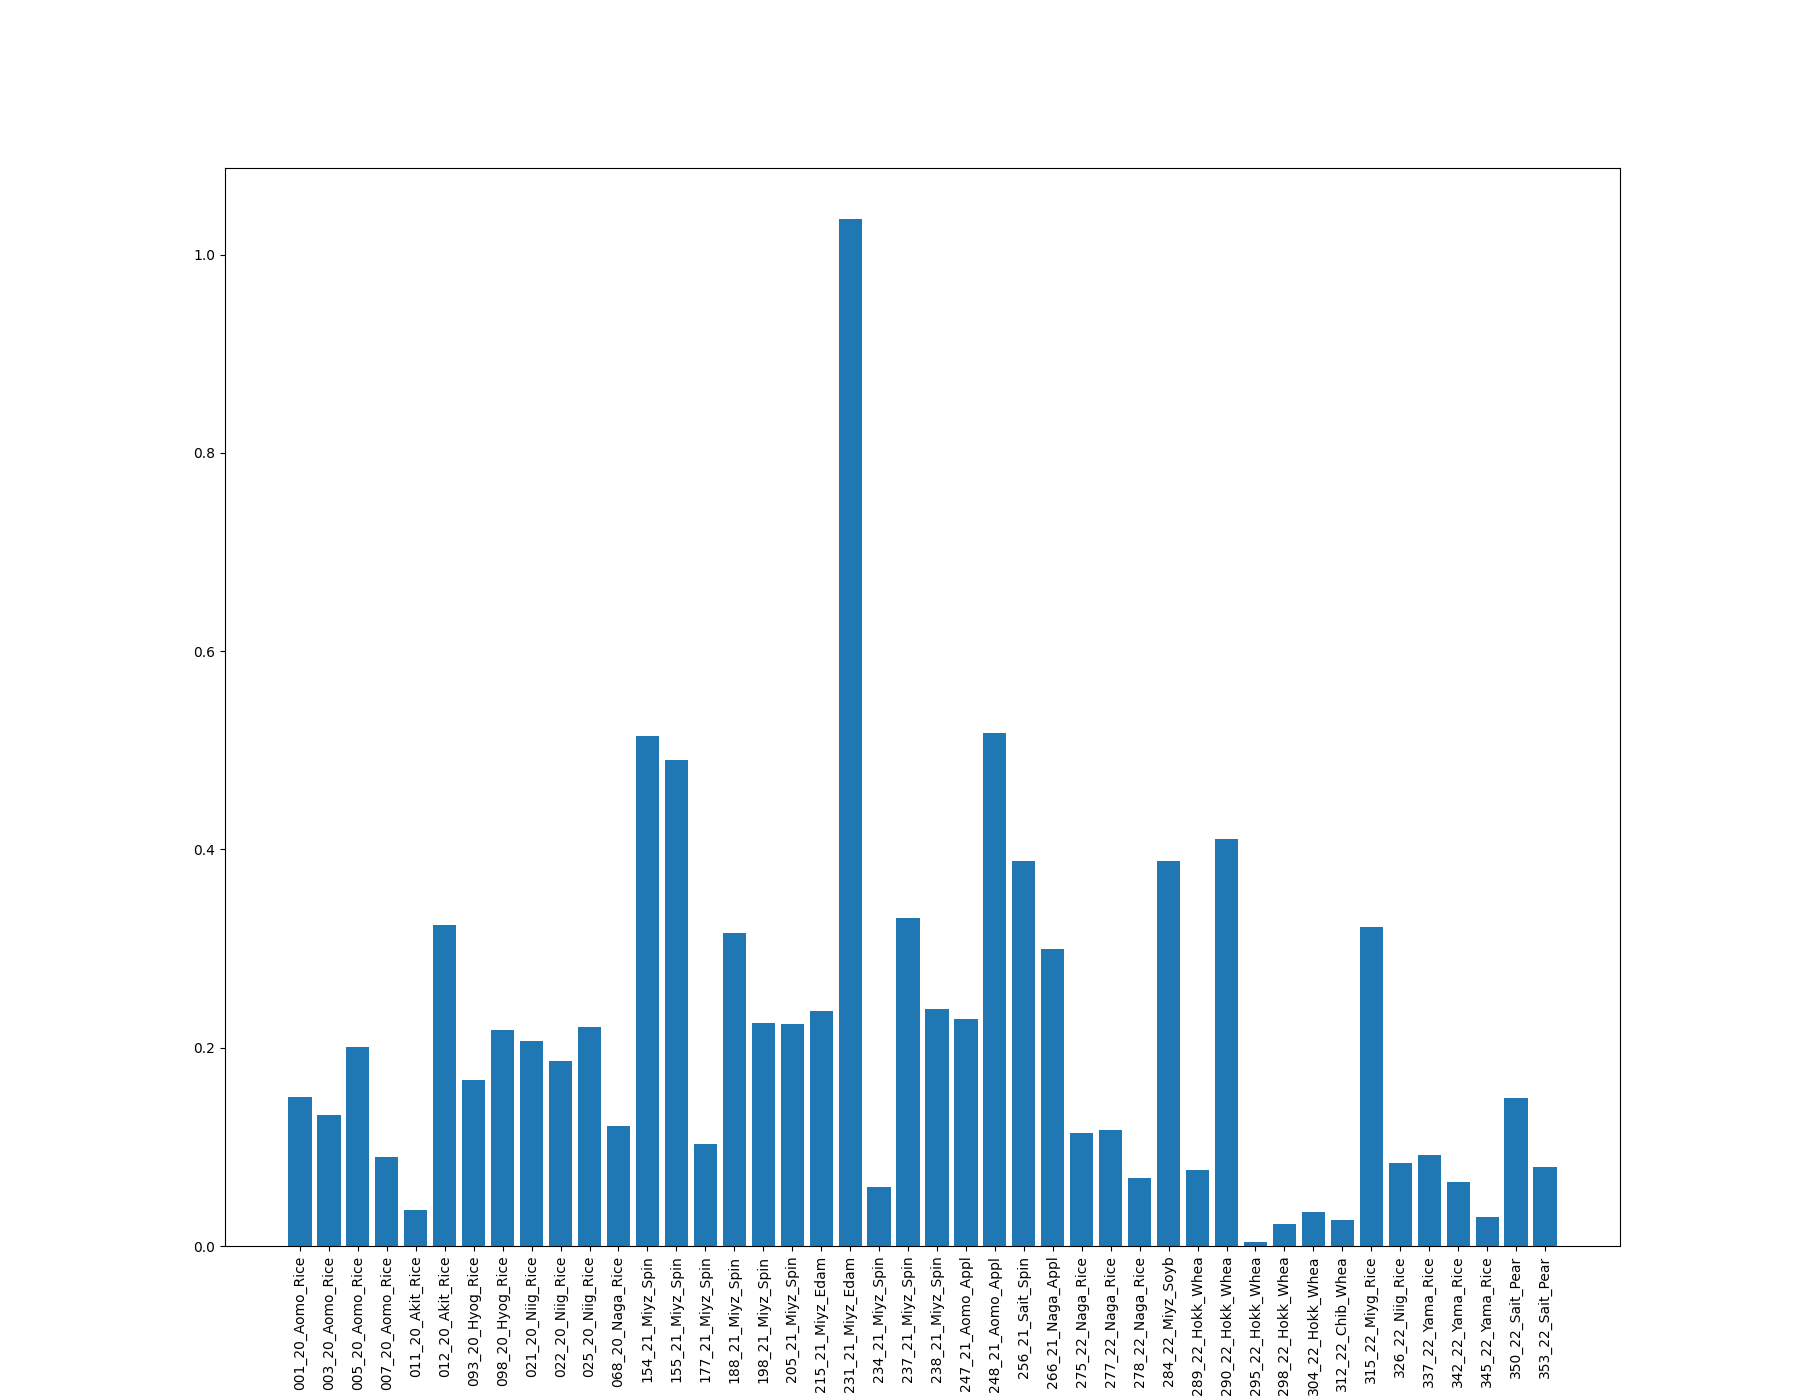 1.0
0.8
0.6
0.4
0.2
0.0
001_20_Aomo_Rice
003_20_Aomo_Rice
005_20_Aomo_Rice
007_20_Aomo_Rice
011_20_Akit_Rice
012_20_Akit_Rice
093_20_Hyog_Rice
098_20_Hyog_Rice
021_20_Niig_Rice
022_20_Niig_Rice
025_20_Niig_Rice
068_20_Naga_Rice
154_21_Miyz_Spin
155_21_Miyz_Spin
177_21_Miyz_Spin
188_21_Miyz_Spin
198_21_Miyz_Spin
205_21_Miyz_Spin
215_21_Miyz_Edam
231_21_Miyz_Edam
234_21_Miyz_Spin
237_21_Miyz_Spin
238_21_Miyz_Spin
247_21_Aomo_Appl
248_21_Aomo_Appl
256_21_Sait_Spin
266_21_Naga_Appl
275_22_Naga_Rice
277_22_Naga_Rice
278_22_Naga_Rice
284_22_Miyz_Soyb
289_22_Hokk_Whea
290_22_Hokk_Whea
295_22_Hokk_Whea
298_22_Hokk_Whea
304_22_Hokk_Whea
312_22_Chib_Whea
315_22_Miyg_Rice
326_22_Niig_Rice
337_22_Yama_Rice
342_22_Yama_Rice
345_22_Yama_Rice
350_22_Sait_Pear
353_22_Sait_Pear